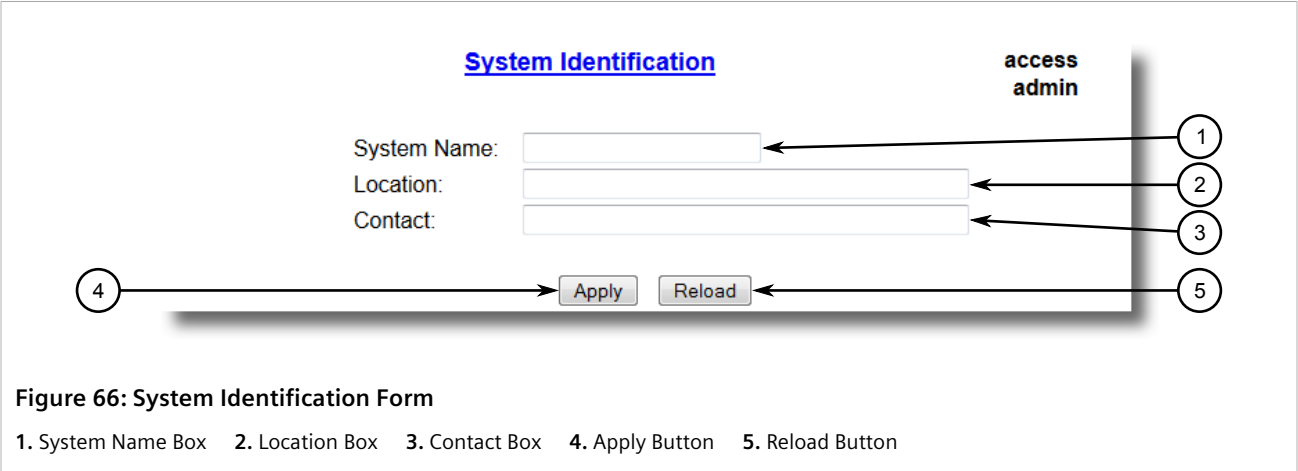 System Identification
access
admin
System Name:
1
Location:
2
Contact:
3
4
Apply
Reload
5
Figure 66: System Identification Form
1. System Name Box 2. Location Box 3. Contact Box 4. Apply Button 5. Reload Button